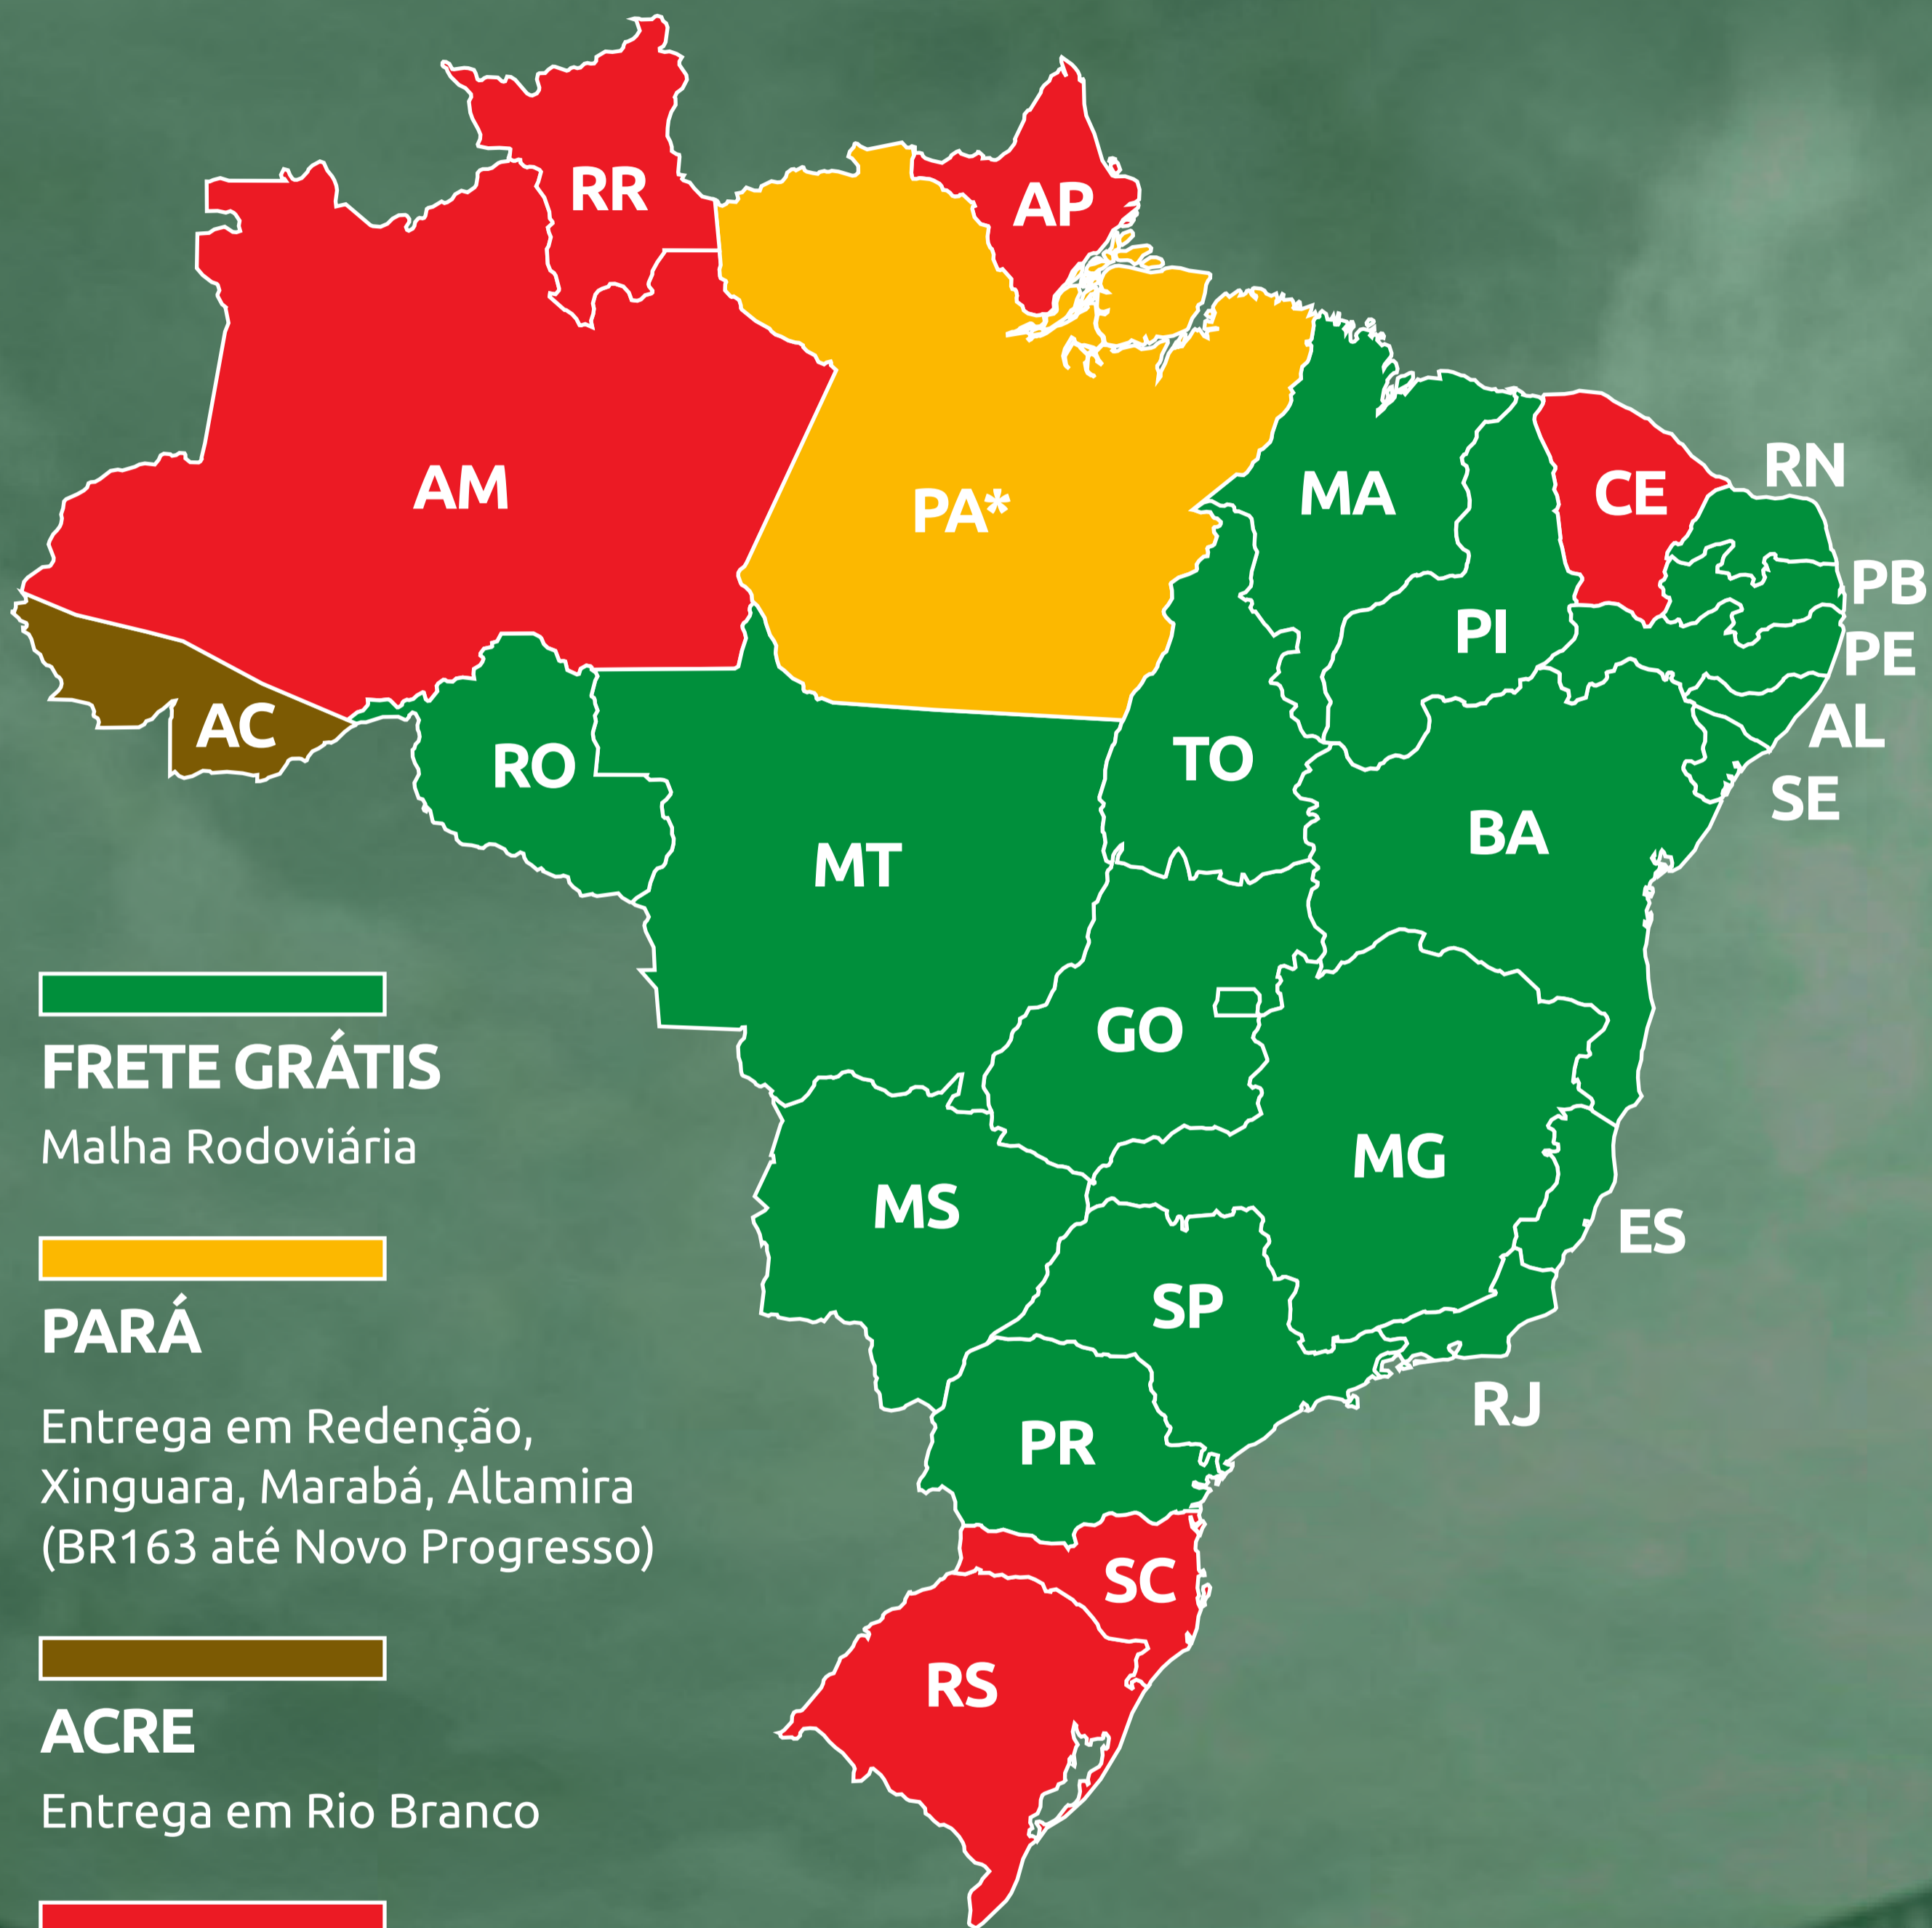 RR
AP
AM
PA*
MA
CE
RN
PB
PI
PE
AC
AL
RO
TO
SE
MT
BA
GO
MG
MS
ES
SP
RJ
PR
SC
RS
FRETE GRÁTIS
Malha Rodoviária
PARÁ
Entrega em Redenção,
Xinguara, Marabá, Altamira
(BR163 até Novo Progresso)
ACRE
Entrega em Rio Branco